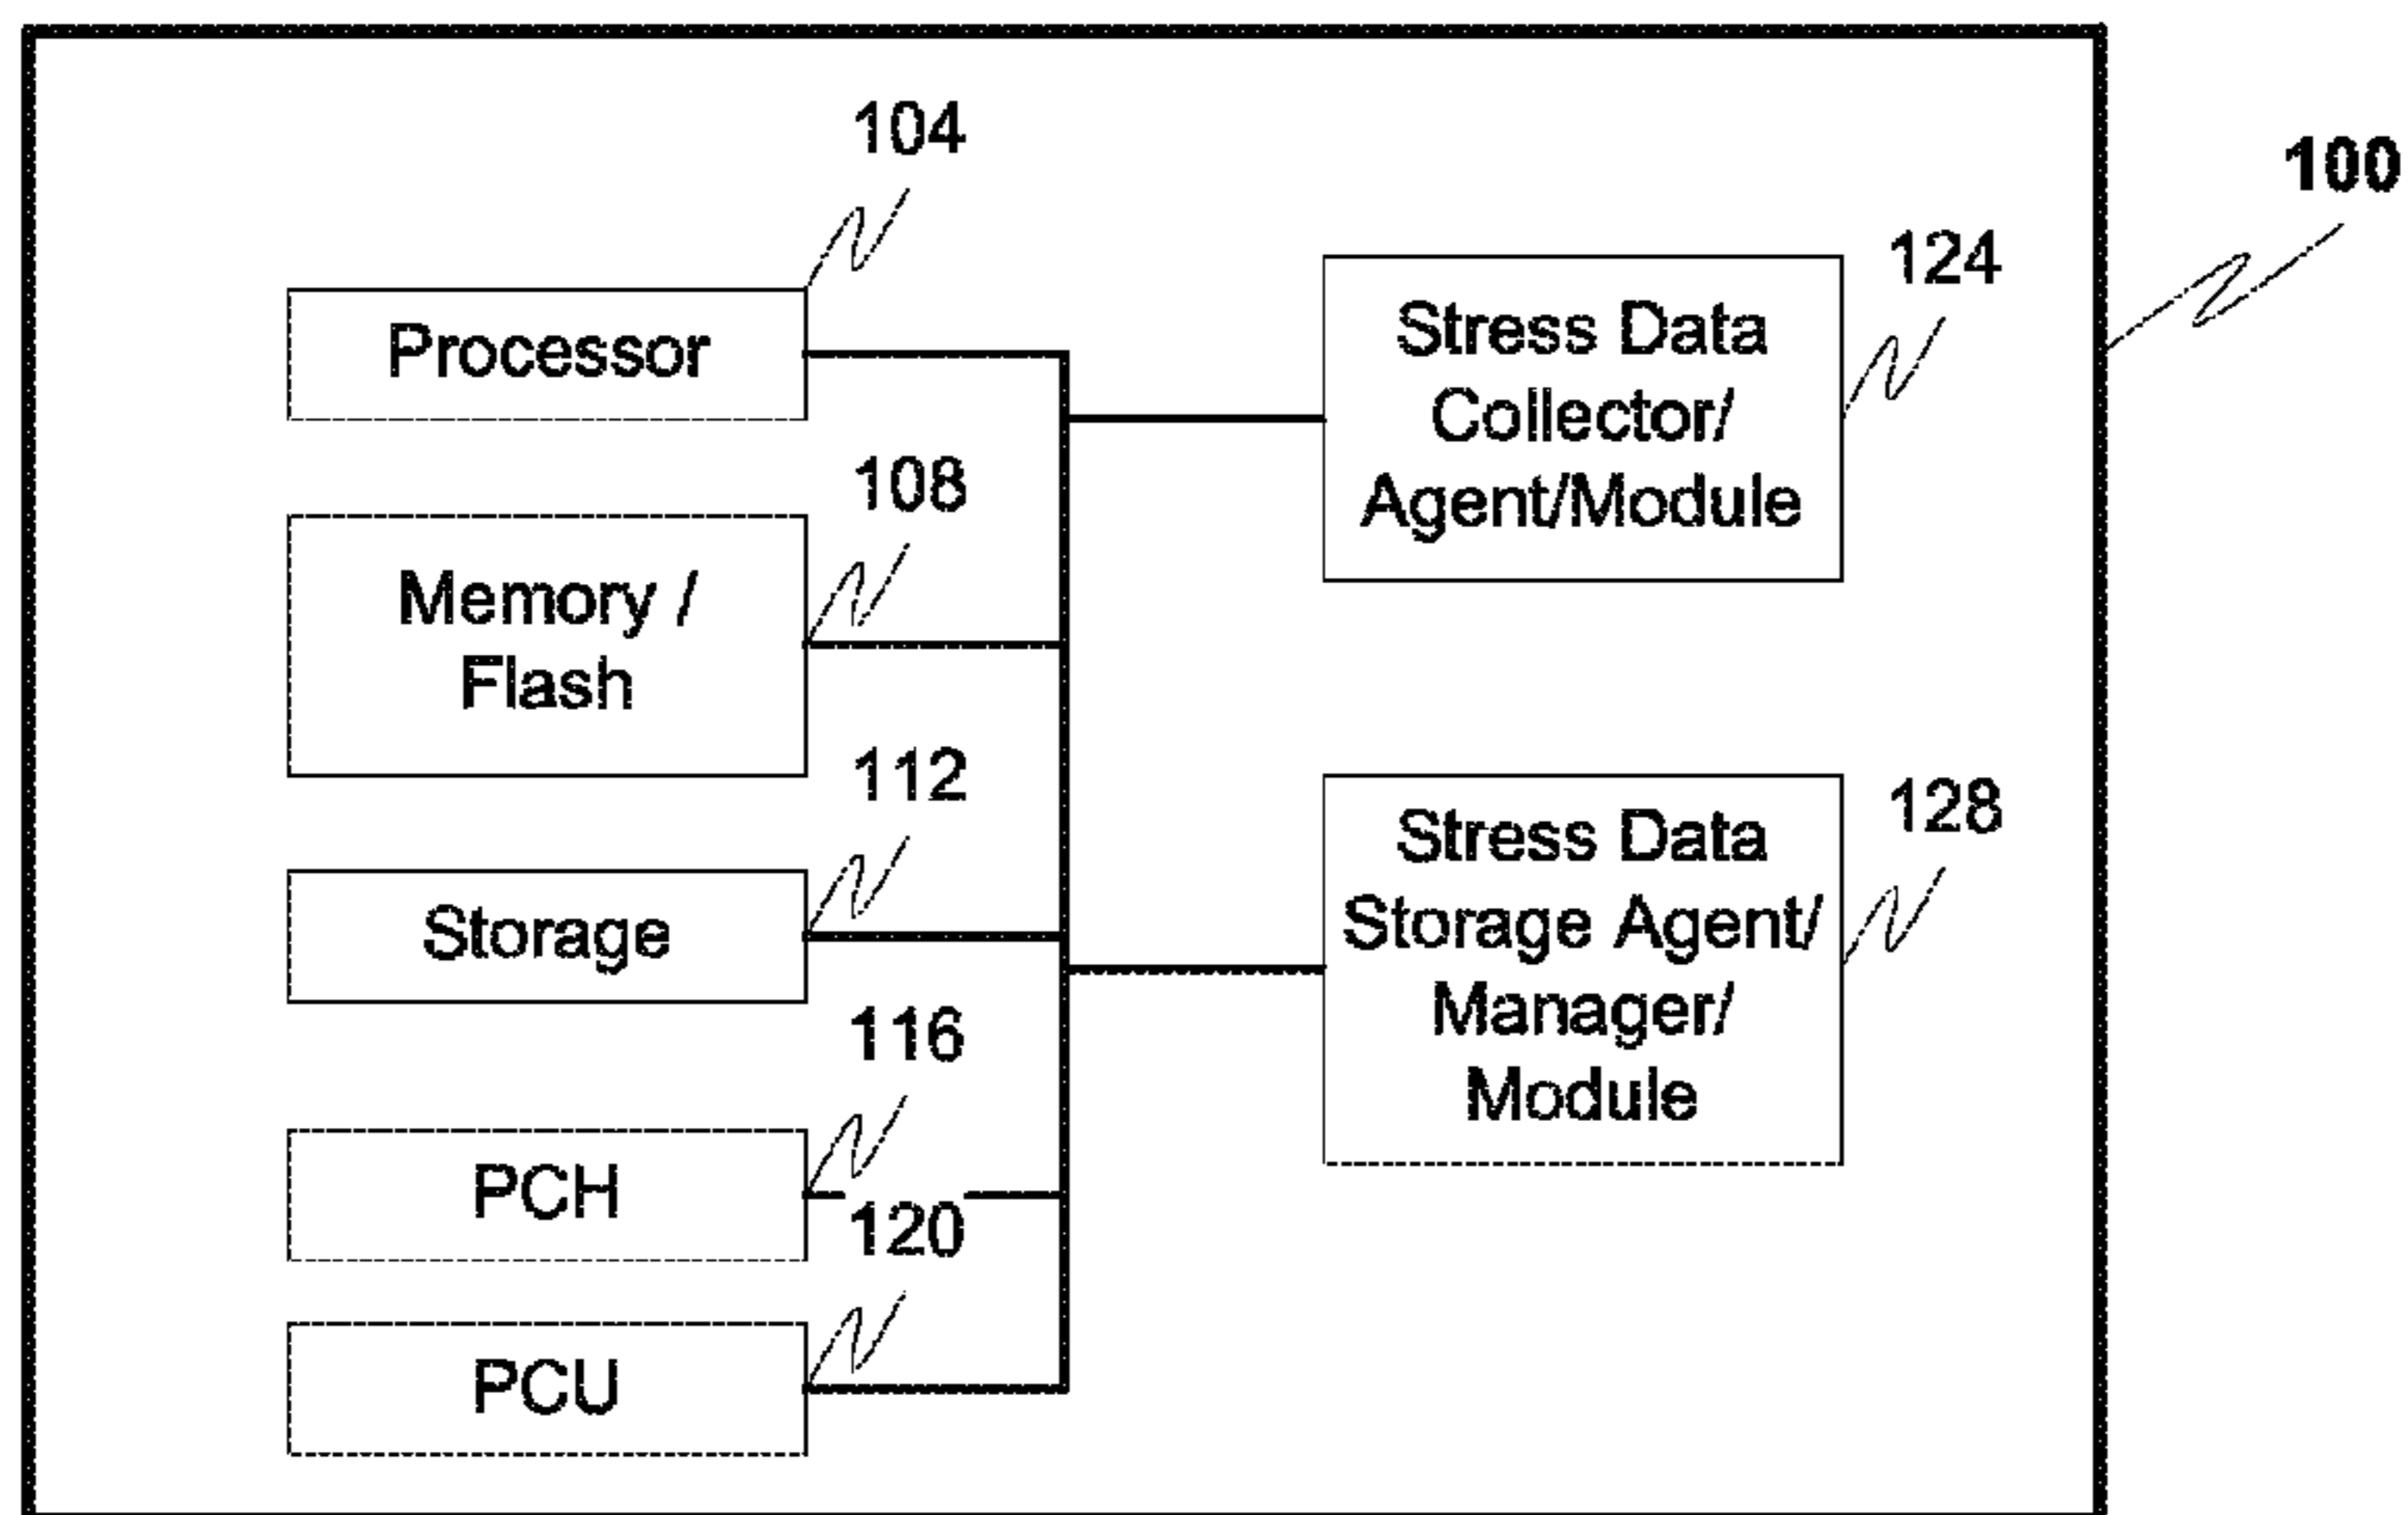 104
100
Processor
124
Stress Data
Collector/
Agent/Module
108
Memory /
Flash
112
Storage
128
Stress Data
Storage Agent/
Manager/
Module
116
PCH
120
PCU